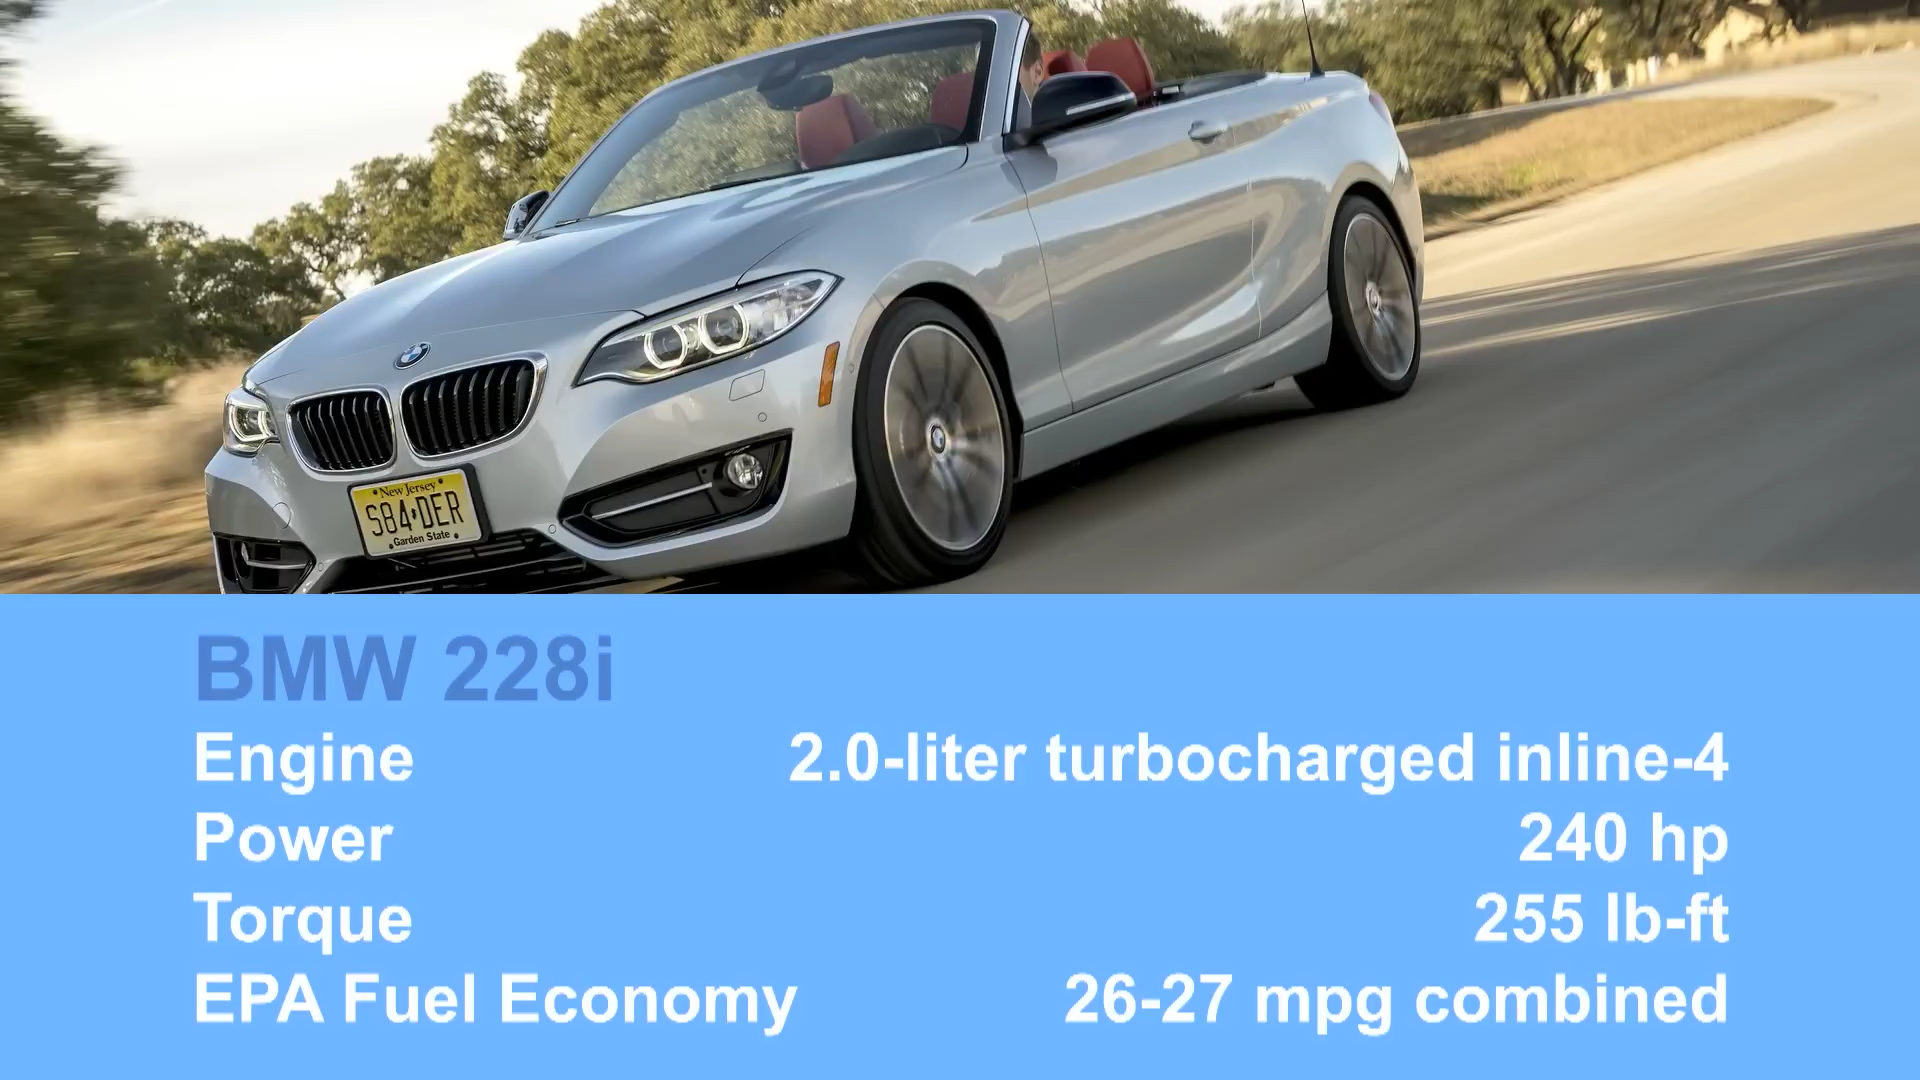 New Jersey
S84•DER
Garden State
BMW 228i
Engine 2.0-liter turbocharged inline-4
Power 240 hp
Torque 255 lb-ft
EPA Fuel Economy 26-27 mpg combined